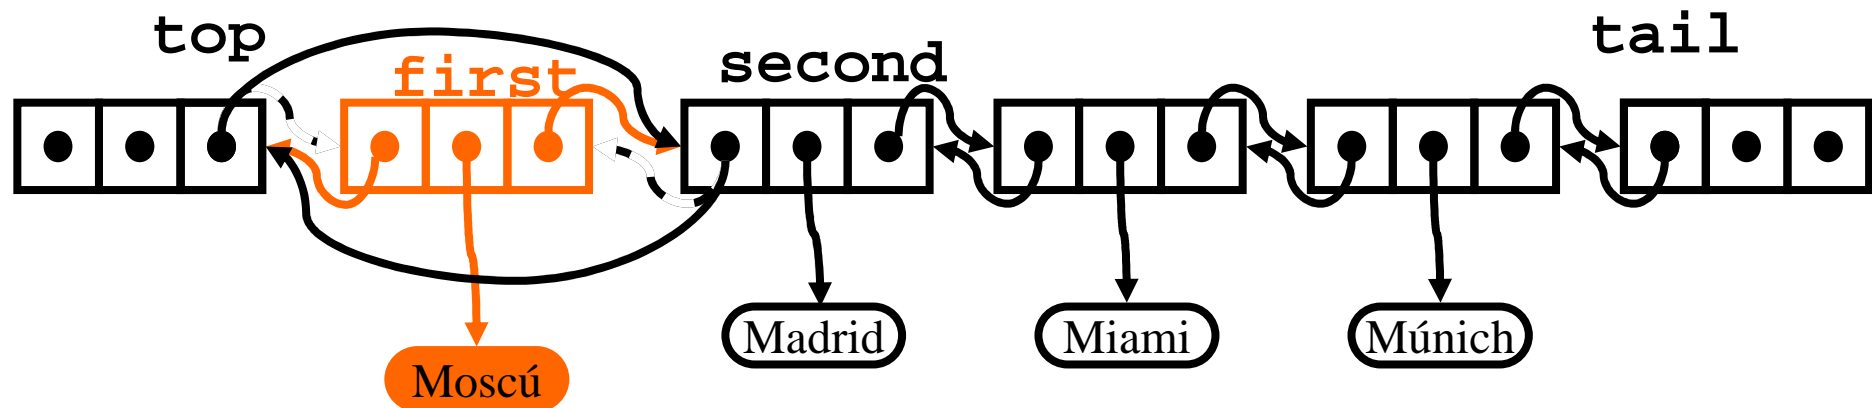 top
first
second
tail
Madrid
Miami
Múnich
Moscú